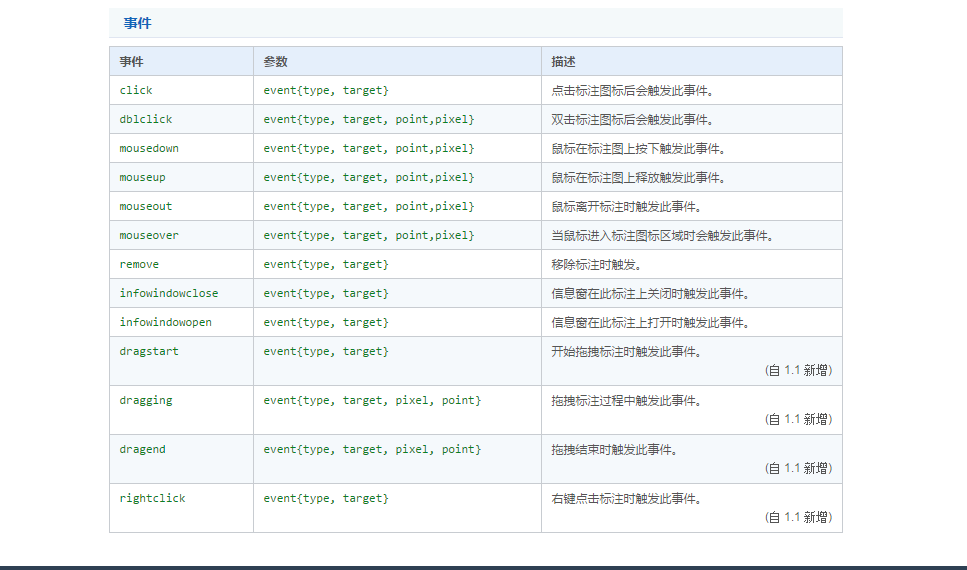 事件
事件 参数 描述
click event{type, target} 点击标注图标后会触发此事件。
dblclick event{type, target, point,pixel} 双击标注图标后会触发此事件。
mousedown event{type, target, point,pixel} 鼠标在标注图上按下触发此事件。
mouseup event{type, target, point,pixel} 鼠标在标注图上释放触发此事件。
mouseout event{type, target, point,pixel} 鼠标离开标注时触发此事件。
mouseover event{type, target, point,pixel} 当鼠标进入标注图标区域时会触发此事件。
remove event{type, target} 移除标注时触发。
infowindowclose event{type, target} 信息窗在此标注上关闭时触发此事件。
infowindowopen event{type, target} 信息窗在此标注上打开时触发此事件。
dragstart event{type, target} 开始拖拽标注时触发此事件。
(自 1.1 新增)
dragging event{type, target, pixel, point} 拖拽标注过程中触发此事件。
(自 1.1 新增)
dragend event{type, target, pixel, point} 拖拽结束时触发此事件。
(自 1.1 新增)
rightclick event{type, target} 右键点击标注时触发此事件。
(自 1.1 新增)